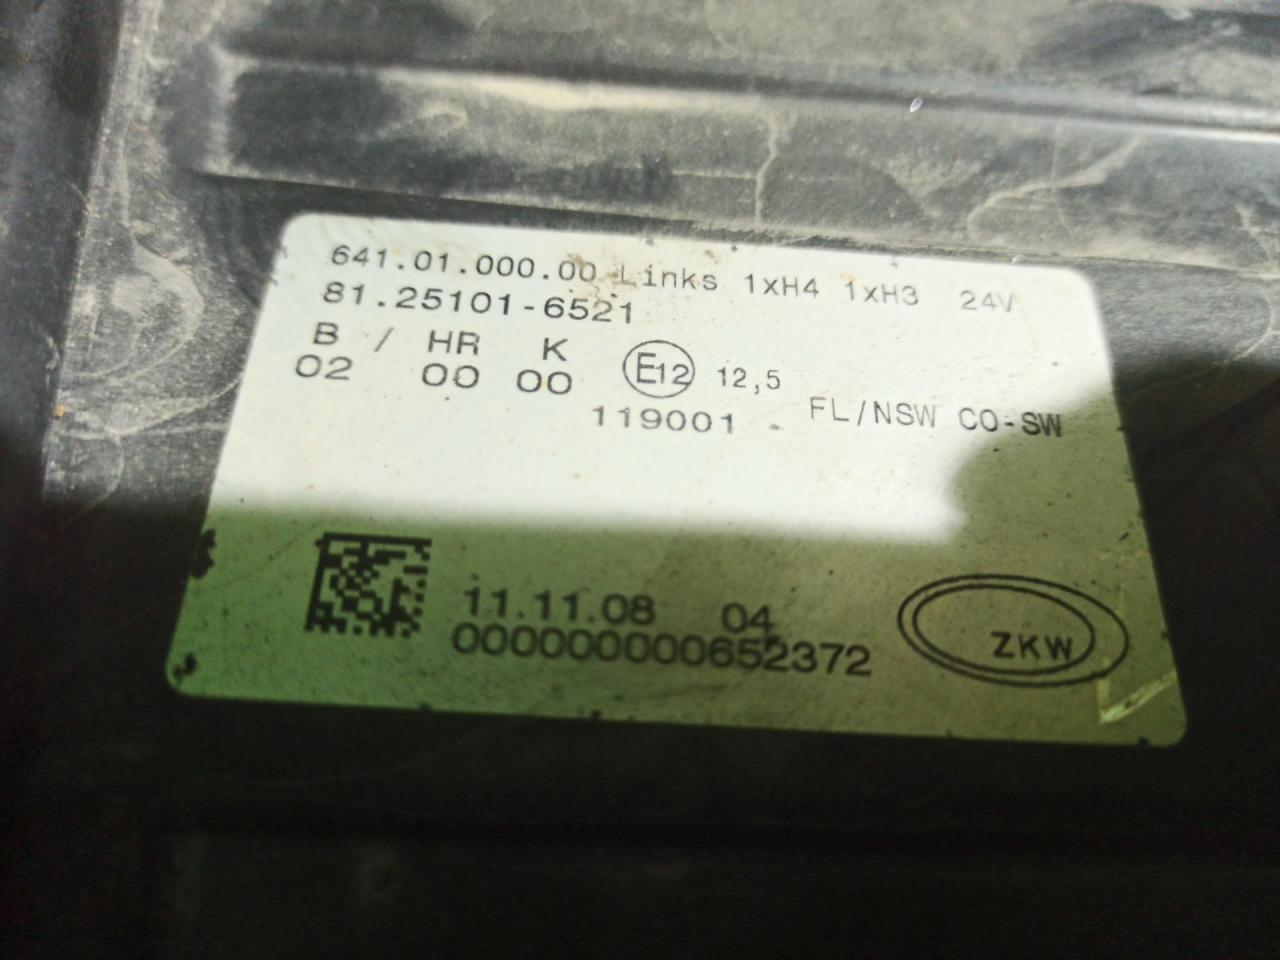 641.01.000.00 Links 1xH4 1xH3 24V
81.25101-6521
B / HR K
02 00 00 E12 12,5
119001 FL/NSW CO-SW
11.11.08 04
000000000652372
ZKW